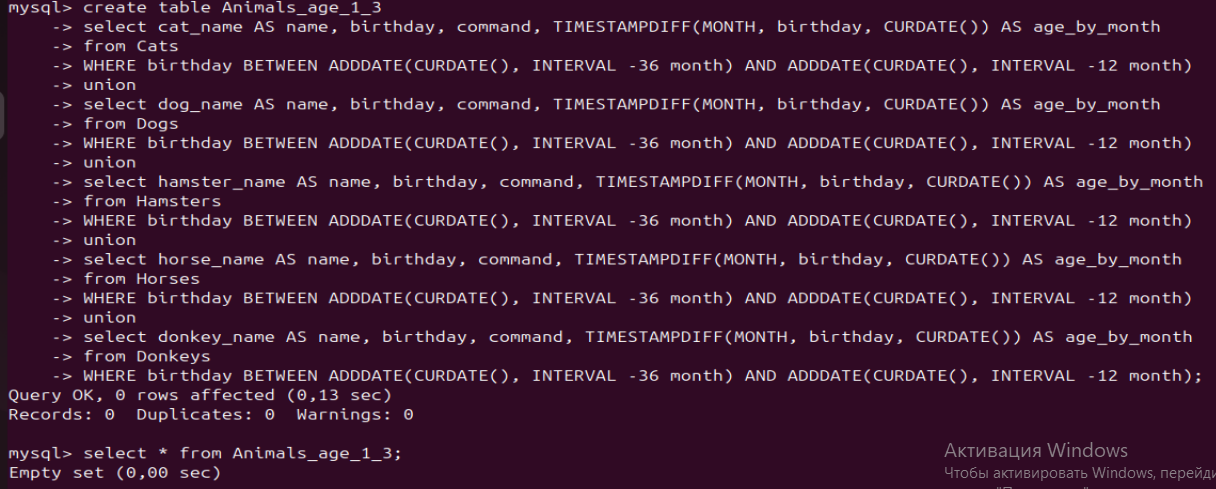 mysql> create table Animals_age_1_3
    -> select cat_name AS name, birthday, command, TIMESTAMPDIFF(MONTH, birthday, CURDATE()) AS age_by_month
    -> from Cats
    -> WHERE birthday BETWEEN ADDDATE(CURDATE(), INTERVAL -36 month) AND ADDDATE(CURDATE(), INTERVAL -12 month)
    -> union
    -> select dog_name AS name, birthday, command, TIMESTAMPDIFF(MONTH, birthday, CURDATE()) AS age_by_month
    -> from Dogs
    -> WHERE birthday BETWEEN ADDDATE(CURDATE(), INTERVAL -36 month) AND ADDDATE(CURDATE(), INTERVAL -12 month)
    -> union
    -> select hamster_name AS name, birthday, command, TIMESTAMPDIFF(MONTH, birthday, CURDATE()) AS age_by_month
    -> from Hamsters
    -> WHERE birthday BETWEEN ADDDATE(CURDATE(), INTERVAL -36 month) AND ADDDATE(CURDATE(), INTERVAL -12 month)
    -> union
    -> select horse_name AS name, birthday, command, TIMESTAMPDIFF(MONTH, birthday, CURDATE()) AS age_by_month
    -> from Horses
    -> WHERE birthday BETWEEN ADDDATE(CURDATE(), INTERVAL -36 month) AND ADDDATE(CURDATE(), INTERVAL -12 month)
    -> union
    -> select donkey_name AS name, birthday, command, TIMESTAMPDIFF(MONTH, birthday, CURDATE()) AS age_by_month
    -> from Donkeys
    -> WHERE birthday BETWEEN ADDDATE(CURDATE(), INTERVAL -36 month) AND ADDDATE(CURDATE(), INTERVAL -12 month);
Query OK, 0 rows affected (0,13 sec)
Records: 0  Duplicates: 0  Warnings: 0
mysql> select * from Animals_age_1_3;
Empty set (0,00 sec)
Активация Windows
Чтобы активировать Windows, перейди